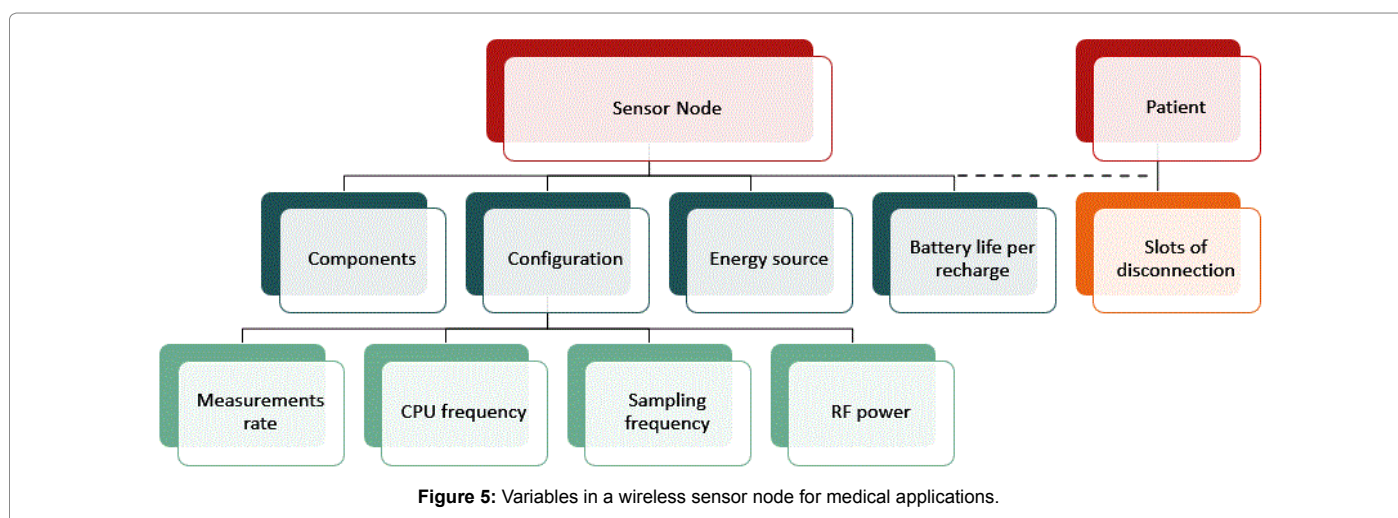 Sensor Node
Patient
Components
Configuration
Energy source
Battery life per
recharge
Slots of
disconnection
Measurements
rate
CPU frequency
Sampling
frequency
RF power
Figure 5: Variables in a wireless sensor node for medical applications.